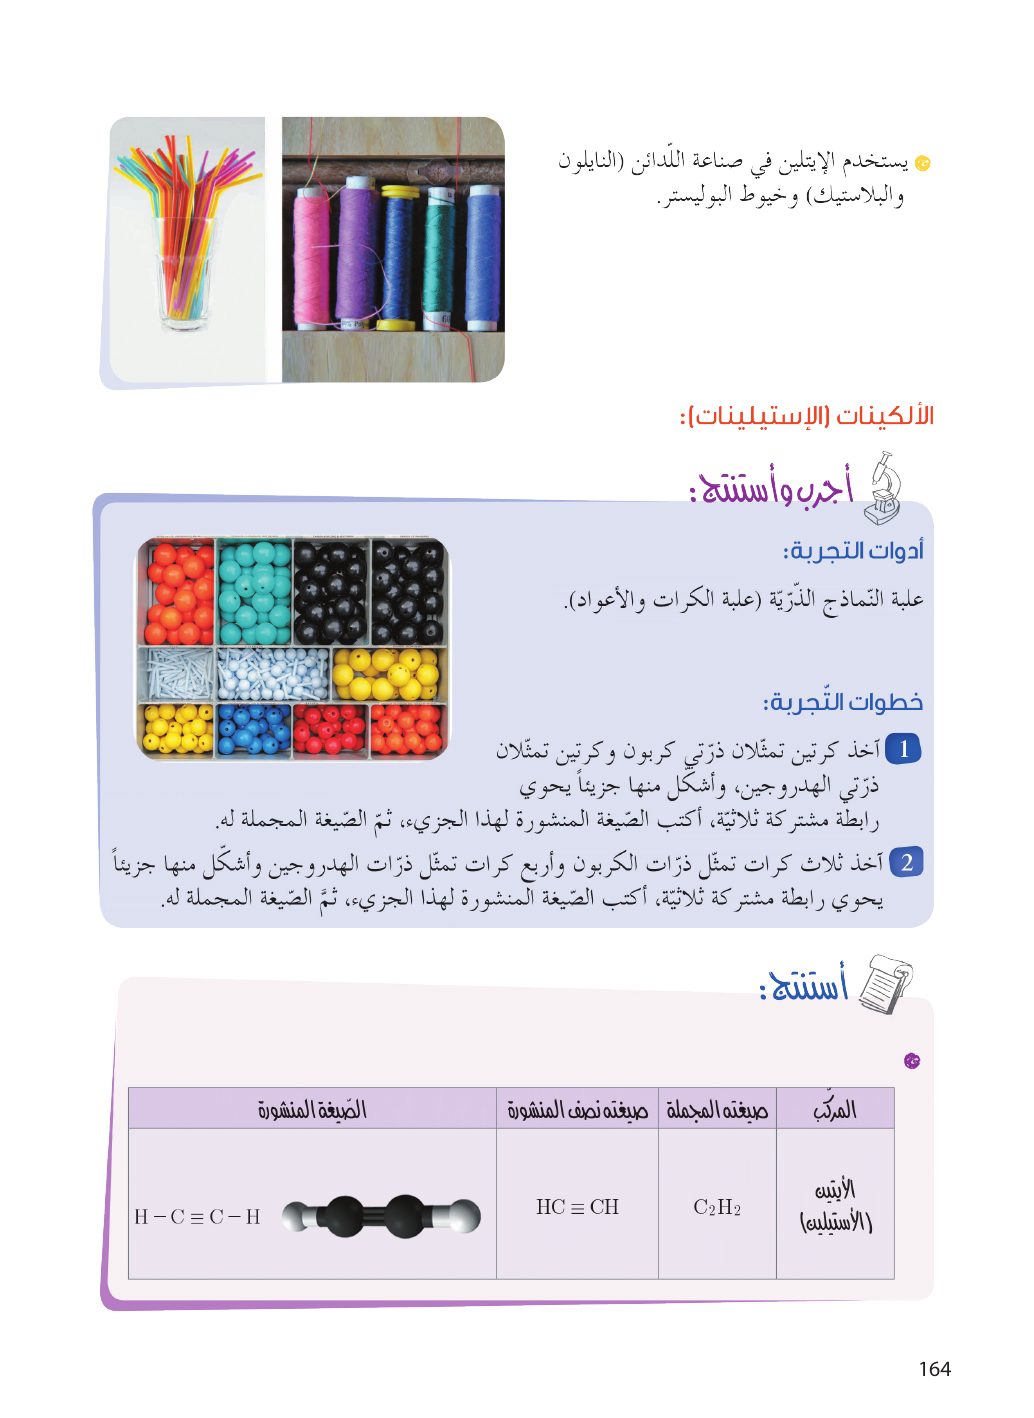 يستخدم الإيتلين في صناعة اللّدائن (النايلون
والبلاستيك) وخيوط البوليستر.
الألكينات (الإستيلينات):
أجرب وأستنتج:
أدوات التجربة:
علبة النّماذج الذّرّيّة (علبة الكرات والأعواد).
خطوات التّجربة:
1 آخذ كرتين تمثّلان ذرّتي كربون وكرتين تمثّلان
ذرّتي الهدروجين، وأشكّل منها جزيئاً يحوي
رابطة مشتركة ثلاثيّة، أكتب الصّيغة المنشورة لهذا الجزيء، ثمّ الصّيغة المجملة له.
2 آخذ ثلاث كرات تمثّل ذرّات الكربون وأربع كرات تمثّل ذرّات الهدروجين وأشكّل منها جزيئاً
يحوي رابطة مشتركة ثلاثيّة، أكتب الصّيغة المنشورة لهذا الجزيء، ثمَّ الصّيغة المجملة له.
أستنتج:
المركّب صيغته المجملة صيغته نصف المنشورة الصّيغة المنشورة
الأيتين
(الأستيلين)
C₂H₂
HC ≡ CH
H – C ≡ C – H
164